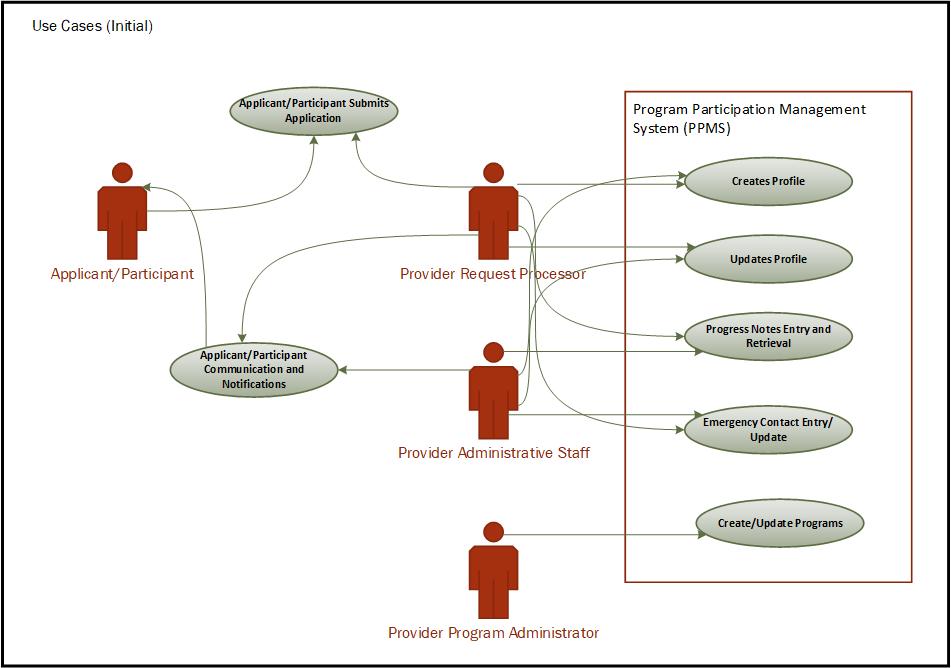 Use Cases (Initial)
Applicant/Participant Submits
Application
Program Participation Management
System (PPMS)
Creates Profile
Applicant/Participant
Provider Request Processor
Updates Profile
Progress Notes Entry and
Retrieval
Applicant/Participant
Communication and
Notifications
Provider Administrative Staff
Emergency Contact Entry/
Update
Create/Update Programs
Provider Program Administrator